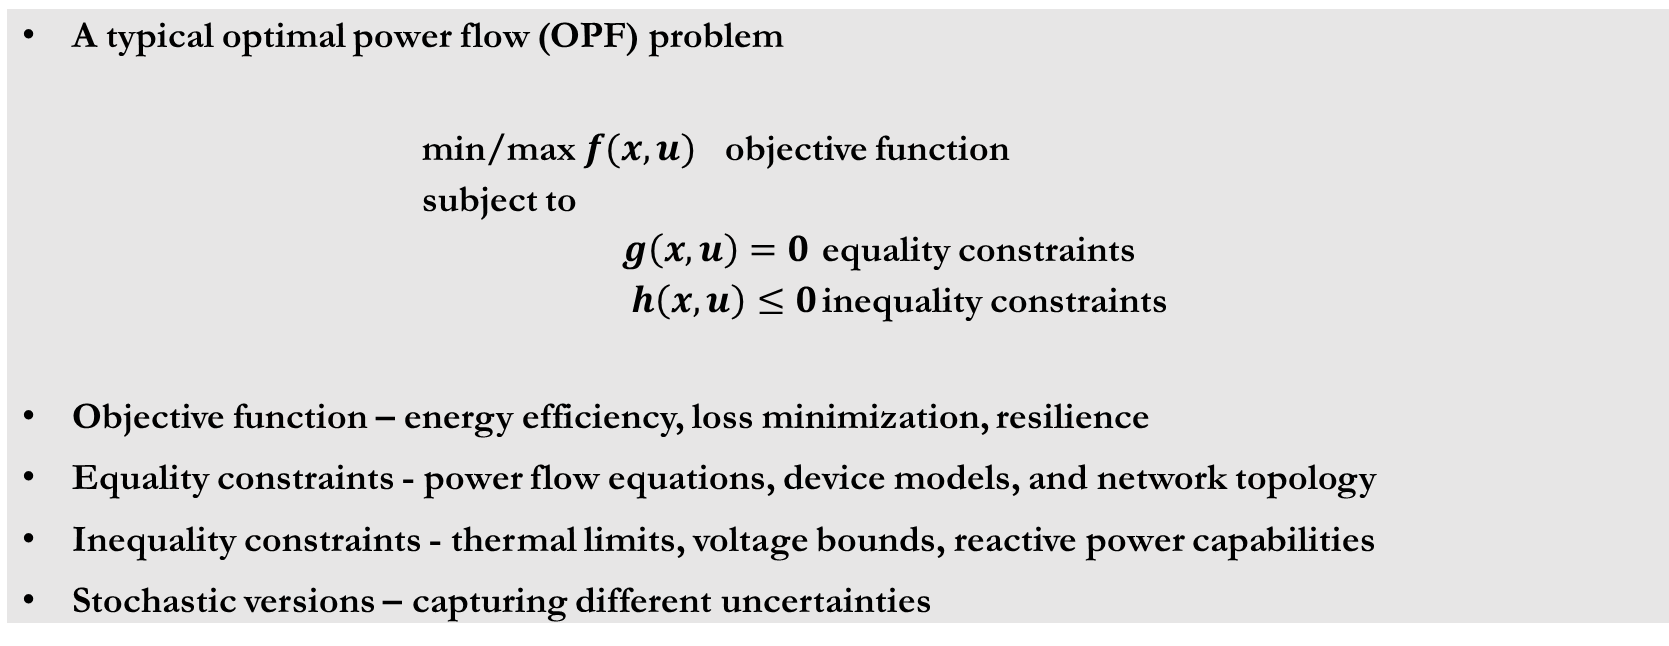 • A typical optimal power flow (OPF) problem
min/max f(x, u) objective function
subject to
g(x, u) = 0 equality constraints
h(x, u) ≤ 0 inequality constraints
• Objective function – energy efficiency, loss minimization, resilience
• Equality constraints - power flow equations, device models, and network topology
• Inequality constraints - thermal limits, voltage bounds, reactive power capabilities
• Stochastic versions – capturing different uncertainties